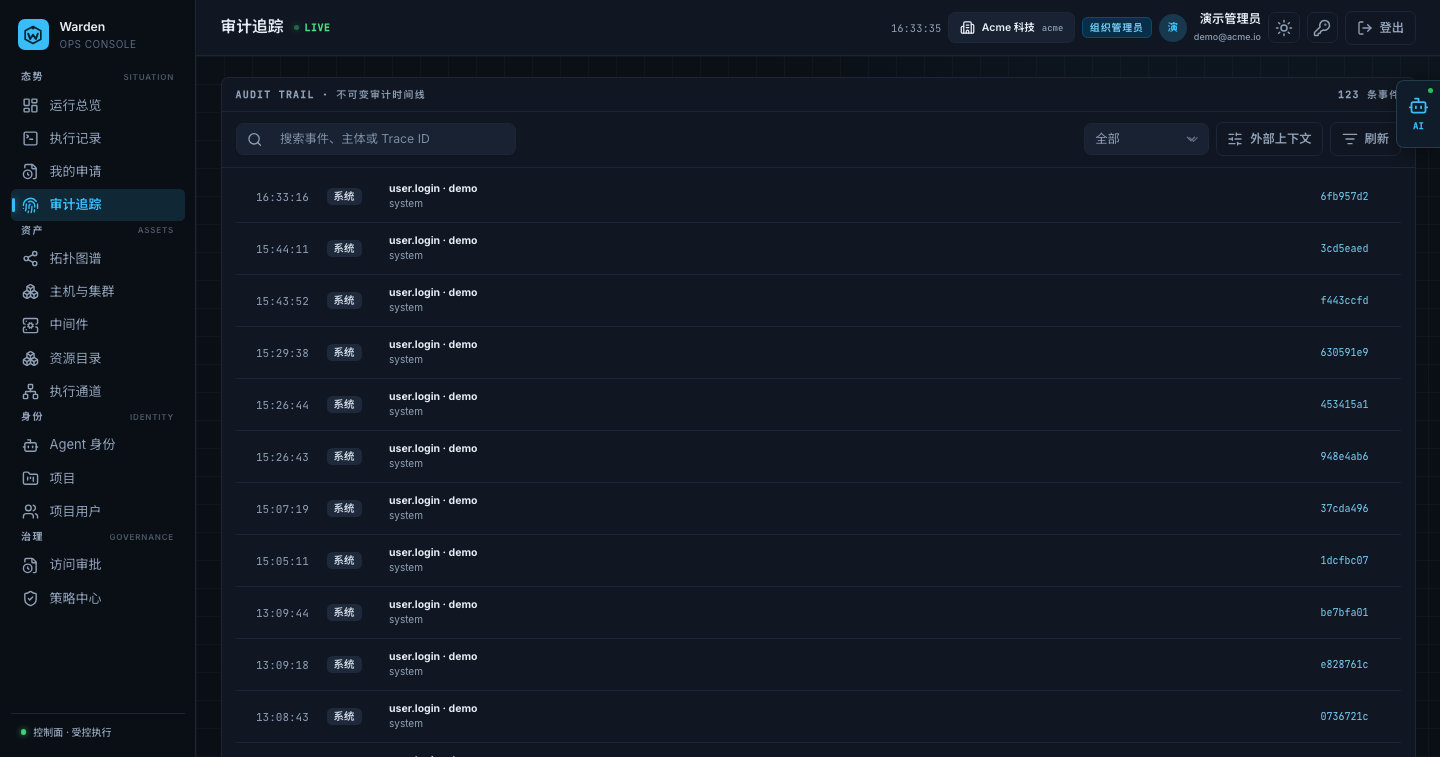 Warden
OPS CONSOLE
态势 SITUATION
运行总览
执行记录
我的申请
审计追踪
资产 ASSETS
拓扑图谱
主机与集群
中间件
资源目录
执行通道
身份 IDENTITY
Agent 身份
项目
项目用户
治理 GOVERNANCE
访问审批
策略中心
控制面 · 受控执行
审计追踪 LIVE
16:33:35
Acme 科技 acme
组织管理员
演
演示管理员
demo@acme.io
登出
AUDIT TRAIL · 不可变审计时间线
123 条事件
AI
搜索事件、主体或 Trace ID
全部
外部上下文
刷新
16:33:16 系统 user.login · demo 6fb957d2
system
15:44:11 系统 user.login · demo 3cd5eaed
system
15:43:52 系统 user.login · demo f443ccfd
system
15:29:38 系统 user.login · demo 630591e9
system
15:26:44 系统 user.login · demo 453415a1
system
15:26:43 系统 user.login · demo 948e4ab6
system
15:07:19 系统 user.login · demo 37cda496
system
15:05:11 系统 user.login · demo 1dcfbc07
system
13:09:44 系统 user.login · demo be7bfa01
system
13:09:18 系统 user.login · demo e828761c
system
13:08:43 系统 user.login · demo 0736721c
system